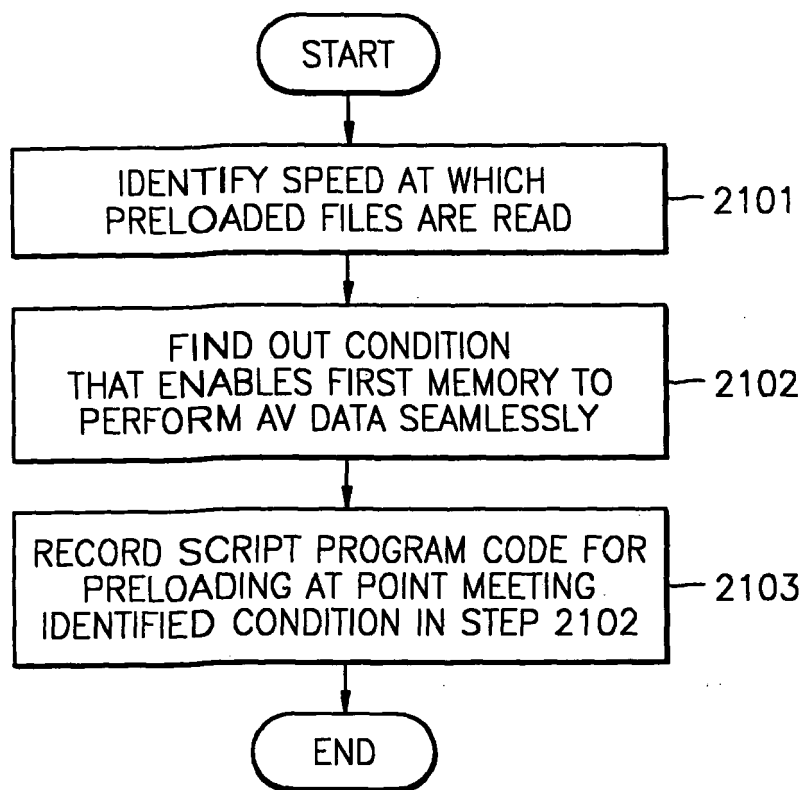 START
IDENTIFY SPEED AT WHICH
PRELOADED FILES ARE READ
2101
FIND OUT CONDITION
THAT ENABLES FIRST MEMORY TO
PERFORM AV DATA SEAMLESSLY
2102
RECORD SCRIPT PROGRAM CODE FOR
PRELOADING AT POINT MEETING
IDENTIFIED CONDITION IN STEP 2102
2103
END